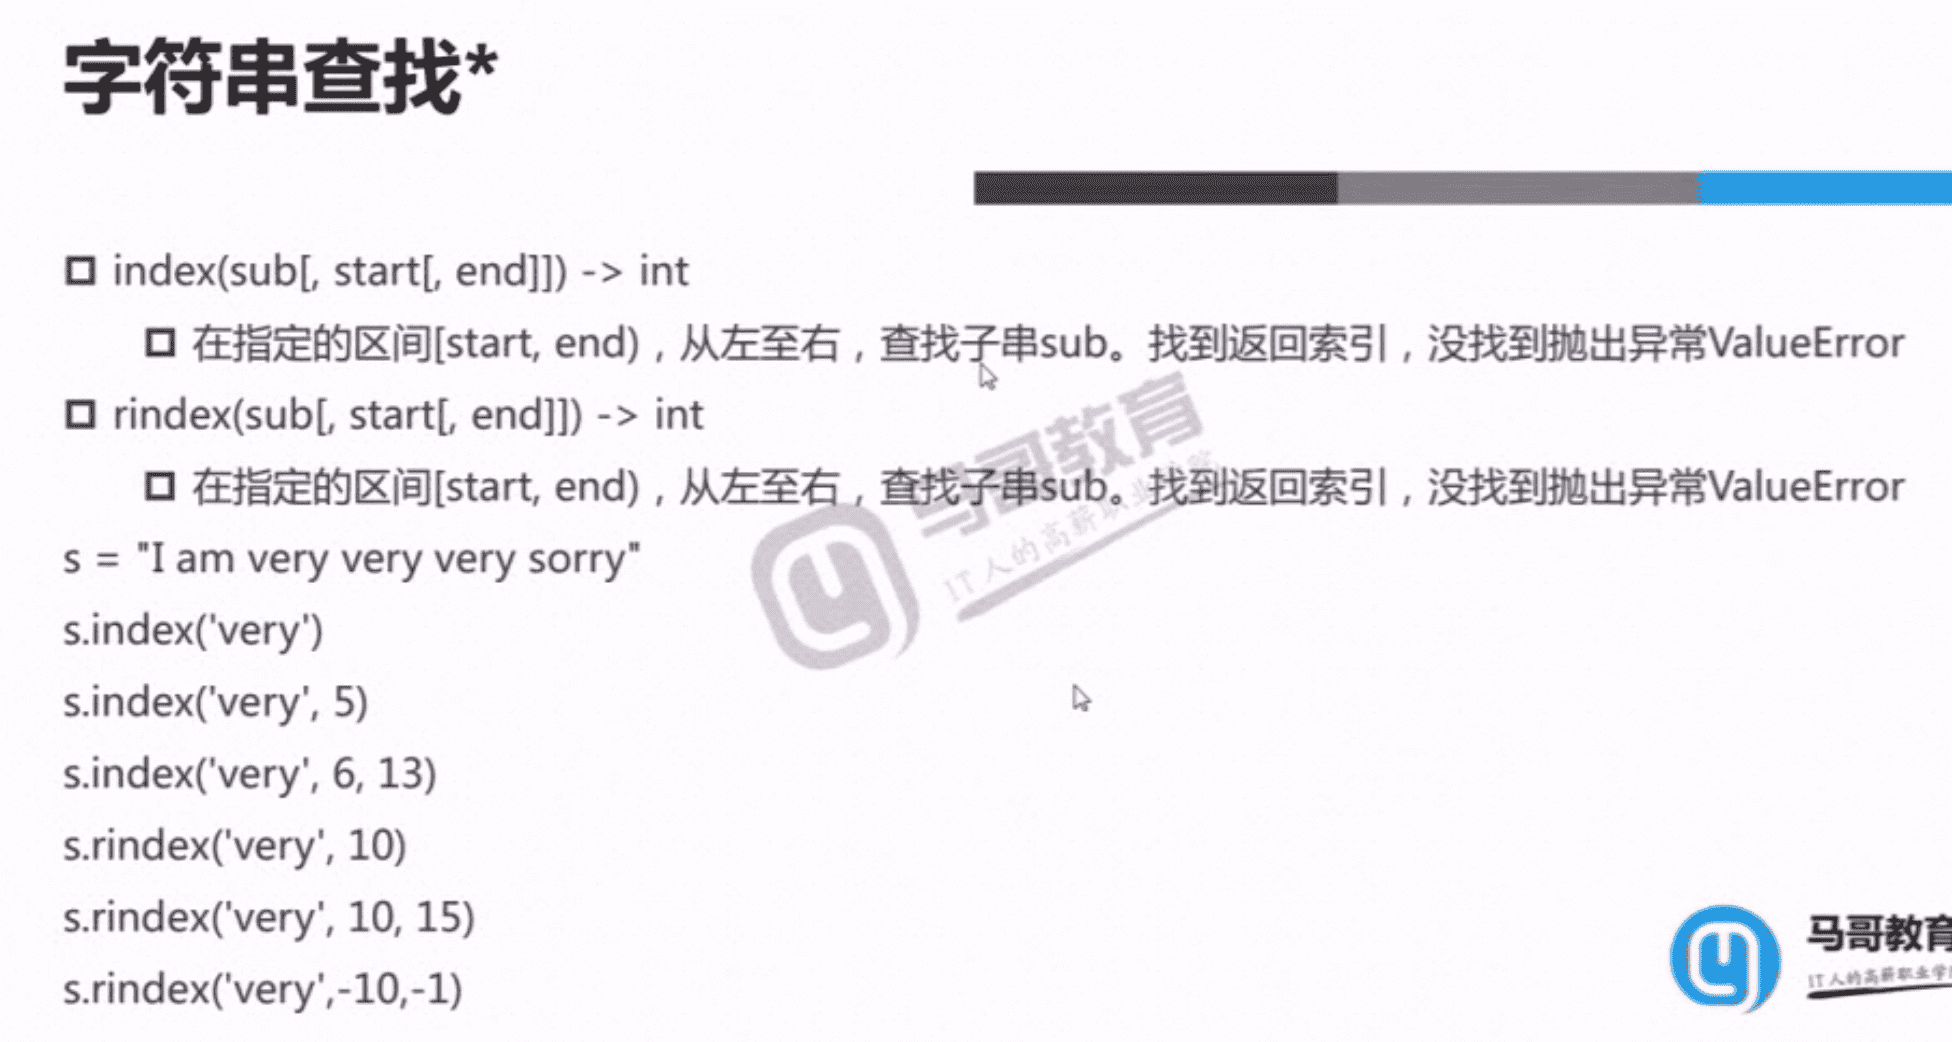 字符串查找*
index(sub[, start[, end]]) -> int
在指定的区间[start, end)，从左至右，查找子串sub。找到返回索引，没找到抛出异常ValueError
rindex(sub[, start[, end]]) -> int
在指定的区间[start, end)，从左至右，查找子串sub。找到返回索引，没找到抛出异常ValueError
s = "I am very very very sorry"
s.index('very')
s.index('very', 5)
s.index('very', 6, 13)
s.rindex('very', 10)
s.rindex('very', 10, 15)
s.rindex('very',-10,-1)
马哥教育
IT人的高薪职业学院
马哥教育
IT人的高薪职业学